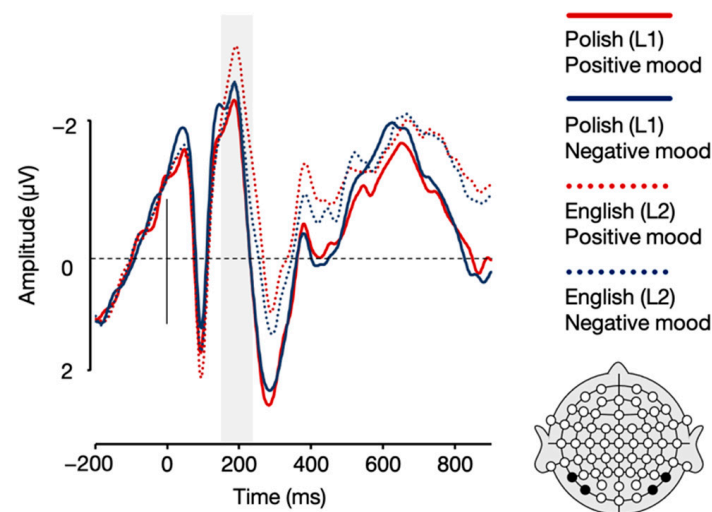 Polish (L1)
Positive mood
Polish (L1)
Negative mood
English (L2)
Positive mood
English (L2)
Negative mood
Amplitude (µV)
−2
0
2
−200
0
200
400
600
800
Time (ms)